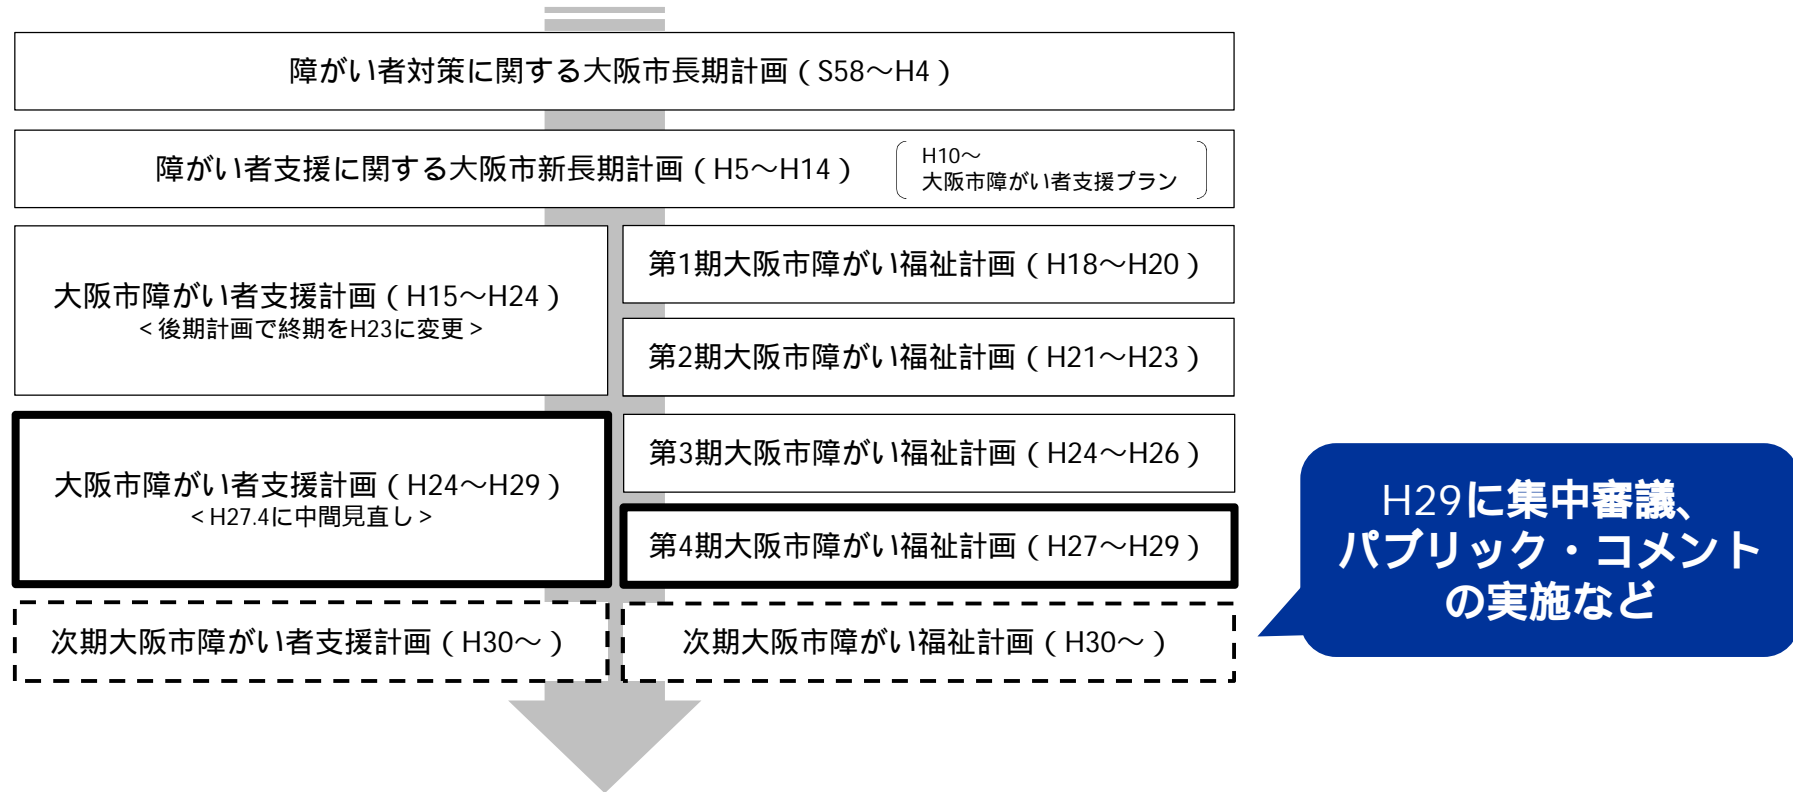 障がい者対策に関する大阪市長期計画（S58～H4）
障がい者支援に関する大阪市新長期計画（H5～H14）
H10～
大阪市障がい者支援プラン
大阪市障がい者支援計画（H15～H24）
＜後期計画で終期をH23に変更＞
第1期大阪市障がい福祉計画（H18～H20）
第2期大阪市障がい福祉計画（H21～H23）
大阪市障がい者支援計画（H24～H29）
＜H27.4に中間見直し＞
第3期大阪市障がい福祉計画（H24～H26）
第4期大阪市障がい福祉計画（H27～H29）
次期大阪市障がい者支援計画（H30～）
次期大阪市障がい福祉計画（H30～）
H29に集中審議、
パブリック・コメント
の実施など